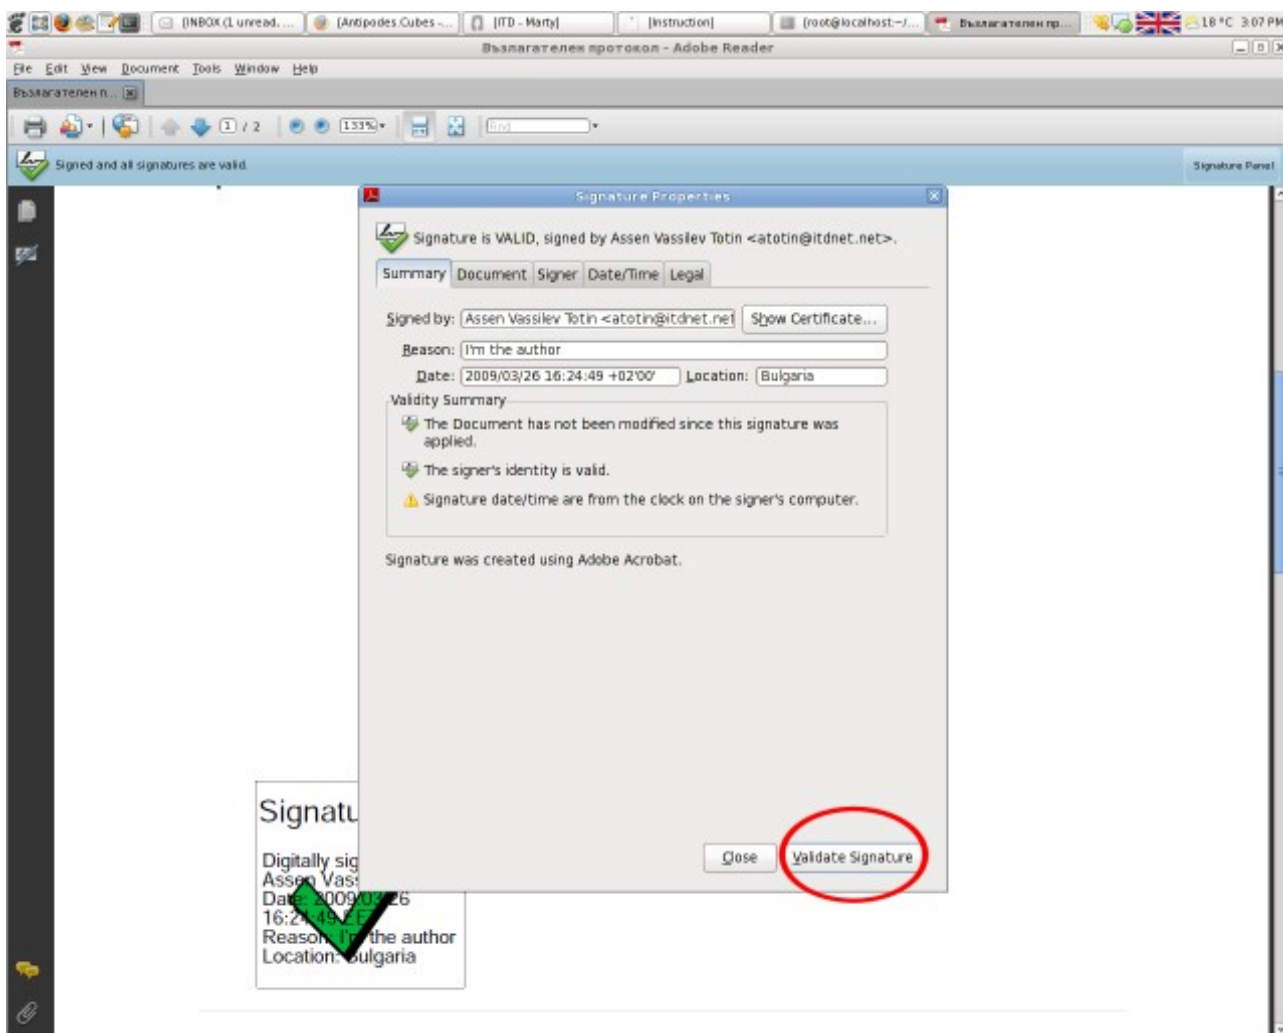 (INBOX (1 unread, ... (Antipodes.Cubes -... [ITD - Marty] [Instruction] (root@localhost:~/... Възлагателен пр... 18 °C 3:07 PM
Възлагателен протокол - Adobe Reader
File Edit View Document Tools Window Help
Възлагателен п...
1 / 2 133% Find
Signed and all signatures are valid. Signature Panel
Signature Properties
Signature is VALID, signed by Assen Vassilev Totin <atotin@itdnet.net>.
Summary Document Signer Date/Time Legal
Signed by: Assen Vassilev Totin <atotin@itdnet.net Show Certificate...
Reason: I'm the author
Date: 2009/03/26 16:24:49 +02'00' Location: Bulgaria
Validity Summary
The Document has not been modified since this signature was
applied.
The signer's identity is valid.
Signature date/time are from the clock on the signer's computer.
Signature was created using Adobe Acrobat.
Close Validate Signature
Signatu
Digitally sig
Assen Vass
Date: 2009/03/26
16:24:49 EE
Reason: I'm the author
Location: Bulgaria